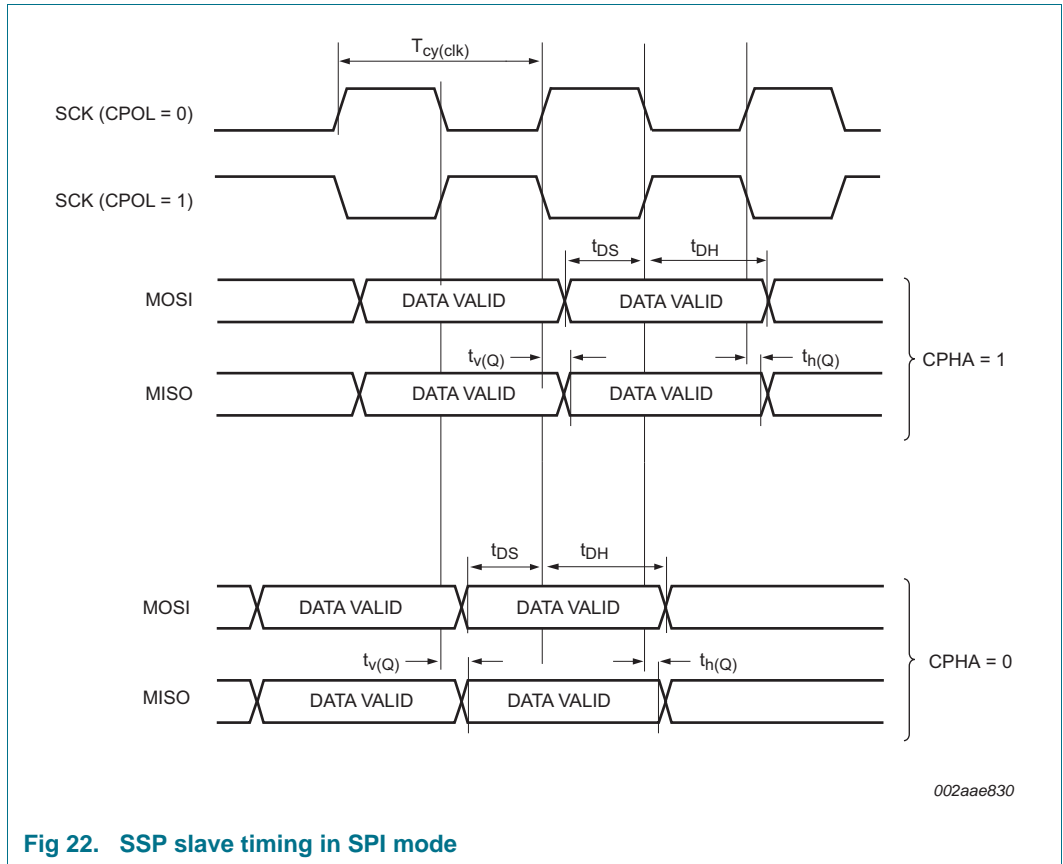 Tcy(clk)
SCK (CPOL = 0)
SCK (CPOL = 1)
tDS tDH
MOSI DATA VALID DATA VALID
tv(Q) th(Q)
CPHA = 1
MISO DATA VALID DATA VALID
tDS tDH
MOSI DATA VALID DATA VALID
tv(Q) th(Q)
CPHA = 0
MISO DATA VALID DATA VALID
002aae830
Fig 22. SSP slave timing in SPI mode